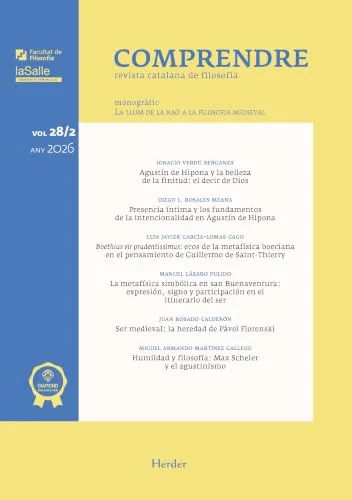 Facultat de
Filosofia
laSalle
COMPRENDRE
revista catalana de filosofia
monogràfic
LA LLUM DE LA RAÓ A LA FILOSOFIA MEDIEVAL
VOL 28/2
ANY 2026
IGNACIO VERDÚ BERGANZA
Agustín de Hipona y la belleza
de la finitud: el decir de Dios
DIEGO I. ROSALES MEANA
Presencia íntima y los fundamentos
de la intencionalidad en Agustín de Hipona
LUIS JAVIER GARCÍA-LOMAS GAGO
Boethius vir prudentissimus: ecos de la metafísica boeciana
en el pensamiento de Guillermo de Saint-Thierry
MANUEL LÁZARO PULIDO
La metafísica simbólica en san Buenaventura:
expresión, signo y participación en el
itinerario del ser
JUAN ROSADO CALDERÓN
Ser medieval: la heredad de Pável Florenski
MIGUEL ARMANDO MARTÍNEZ GALLEGO
Humildad y filosofía: Max Scheler
y el agustinismo
DIAMOND
Herder